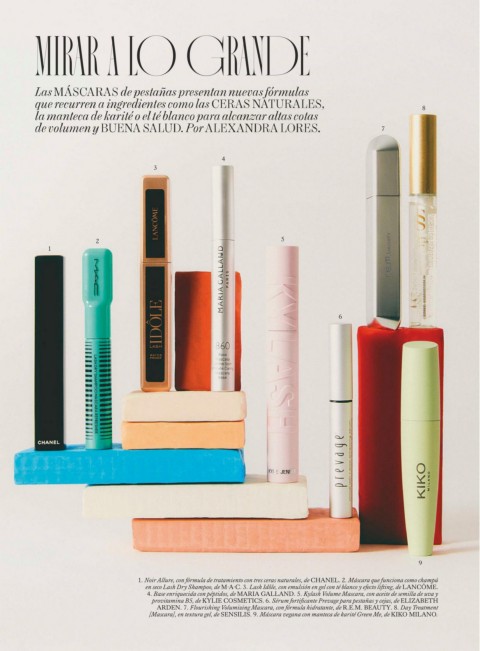 MIRAR A LO GRANDE
Las MÁSCARAS de pestañas presentan nuevas fórmulas
que recurren a ingredientes como las CERAS NATURALES,
la manteca de karité o el té blanco para alcanzar altas cotas
de volumen y BUENA SALUD. Por ALEXANDRA LORES.
1
2
3
4
5
6
7
8
9
CHANEL
MAC
LANCÔME
IDÔLE
MARIA GALLAND
PARIS
860
KYLASH
prevage
KIKO
MILANO
1. Noir Allure, con fórmula de tratamiento con tres ceras naturales, de CHANEL. 2. Máscara que funciona como champú
en seco Lash Dry Shampoo, de M·A·C. 3. Lash Idôle, con emulsión en gel con té blanco y efecto lifting, de LANCÔME.
4. Base enriquecida con péptidos, de MARIA GALLAND. 5. Kylash Volume Mascara, con aceite de semilla de uva y
provitamina B5, de KYLIE COSMETICS. 6. Sérum fortificante Prevage para pestañas y cejas, de ELIZABETH
ARDEN. 7. Flourishing Volumizing Mascara, con fórmula hidratante, de R.E.M. BEAUTY. 8. Day Treatment
[Mascara], en textura gel, de SENSILIS. 9. Máscara vegana con manteca de karité Green Me, de KIKO MILANO.